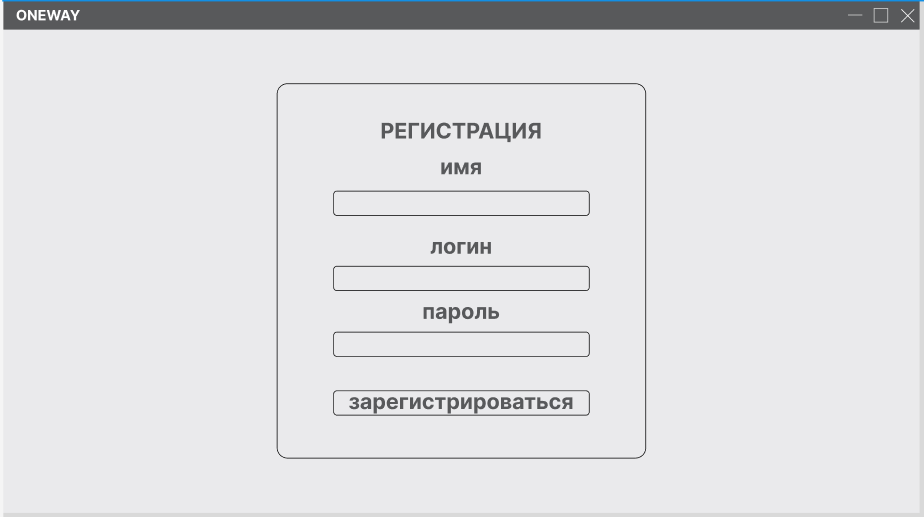 ONEWAY
РЕГИСТРАЦИЯ
имя
логин
пароль
зарегистрироваться